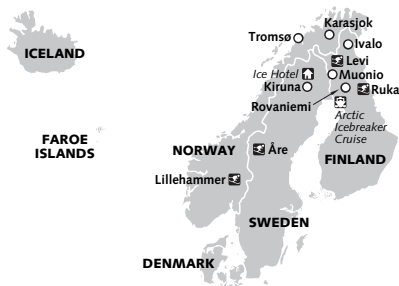 Karasjok
Tromsø
Ivalo
ICELAND
Levi
Ice Hotel
Muonio
Kiruna
Ruka
Rovaniemi
Arctic
Icebreaker
Cruise
FAROE
ISLANDS
NORWAY
Åre
FINLAND
Lillehammer
SWEDEN
DENMARK